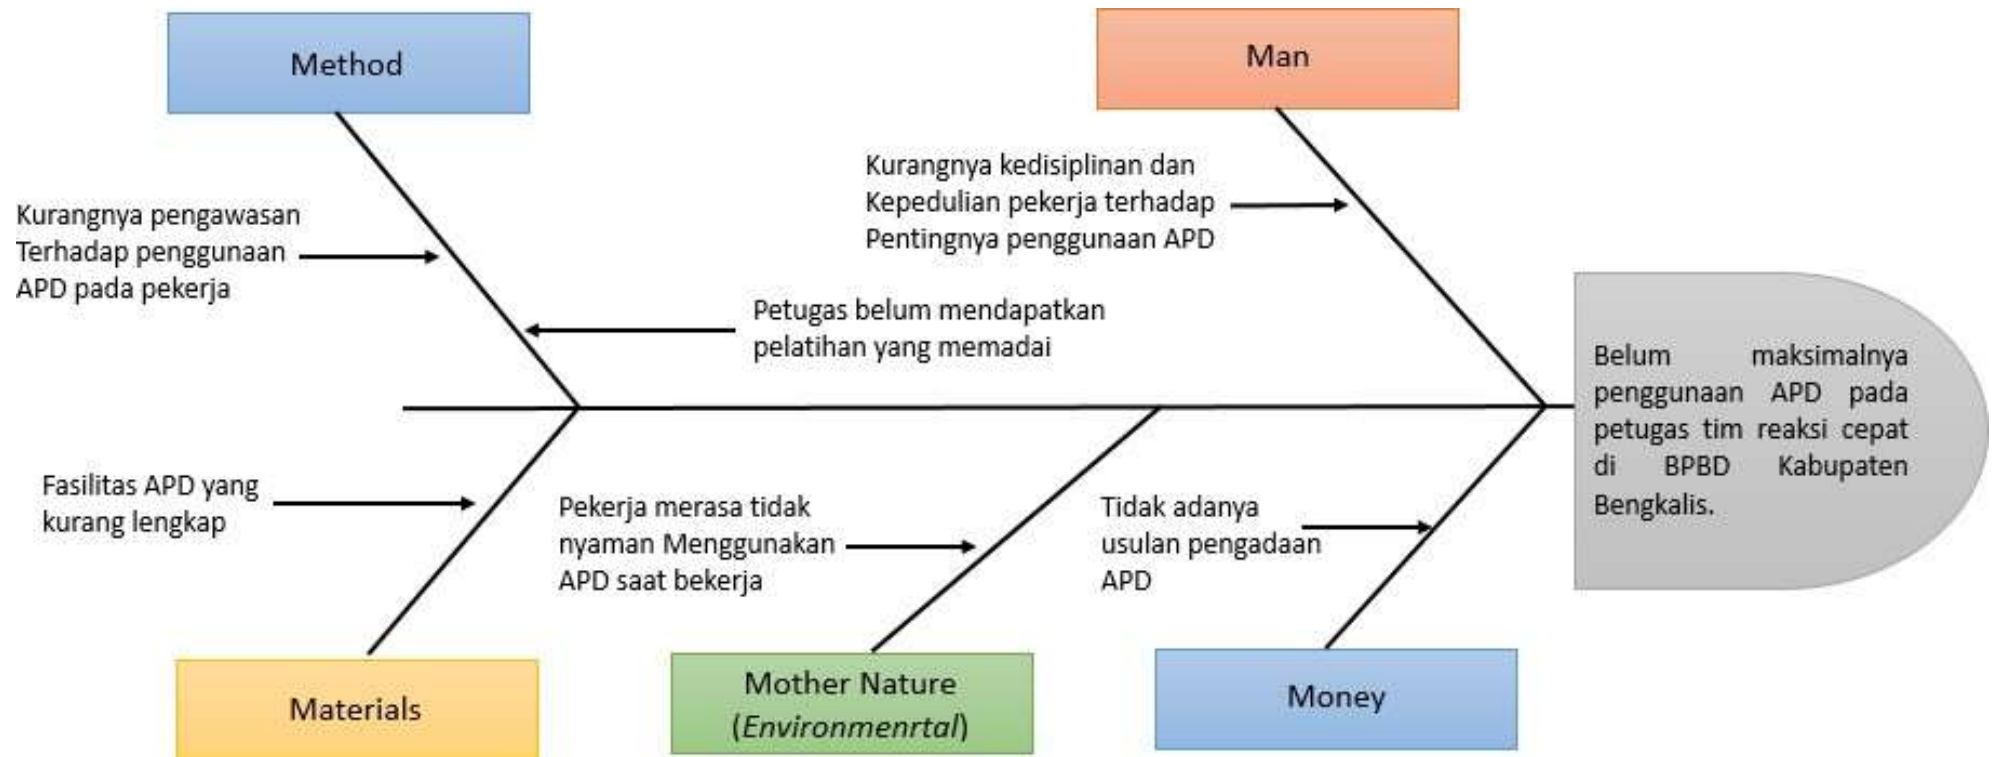 Method
Man
Kurangnya pengawasan
Terhadap penggunaan
APD pada pekerja
Kurangnya kedisiplinan dan
Kepedulian pekerja terhadap
Pentingnya penggunaan APD
Petugas belum mendapatkan
pelatihan yang memadai
Belum maksimalnya
penggunaan APD pada
petugas tim reaksi cepat
di BPBD Kabupaten
Bengkalis.
Fasilitas APD yang
kurang lengkap
Pekerja merasa tidak
nyaman Menggunakan
APD saat bekerja
Tidak adanya
usulan pengadaan
APD
Materials
Mother Nature
(Environmenrtal)
Money